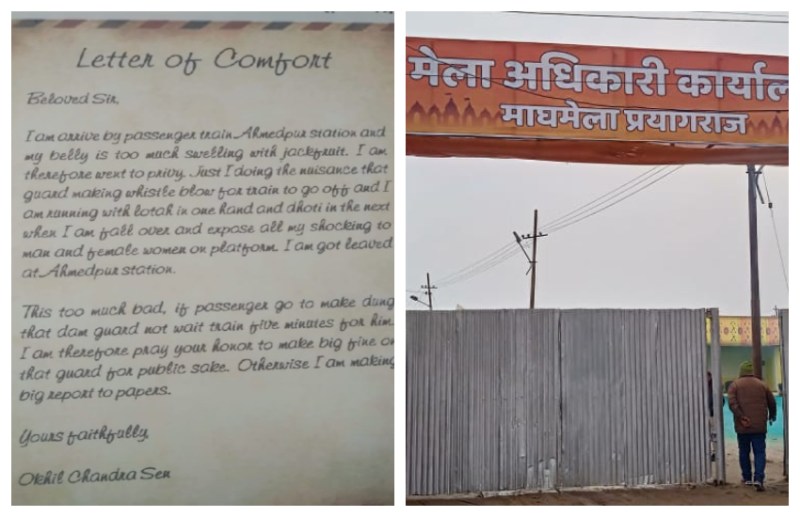 Letter of Comfort
Beloved Sir,
I am arrive by passenger train Ahmedpur station and
my belly is too much swelling with jackfruit. I am
therefore went to privy. Just I doing the nuisance that
guard making whistle blow for train to go off and I
am running with lotah in one hand and dhoti in the next
when I am fall over and expose all my shocking to
man and female women on platform. I am got leaved
at Ahmedpur station.
This too much bad, if passenger go to make dung
that dam guard not wait train five minutes for him.
I am therefore pray your honor to make big fine on
that guard for public sake. Otherwise I am making
big report to papers.
Yours faithfully
Okhil Chandra Sen
मेला अधिकारी कार्याल
माघमेला प्रयागराज